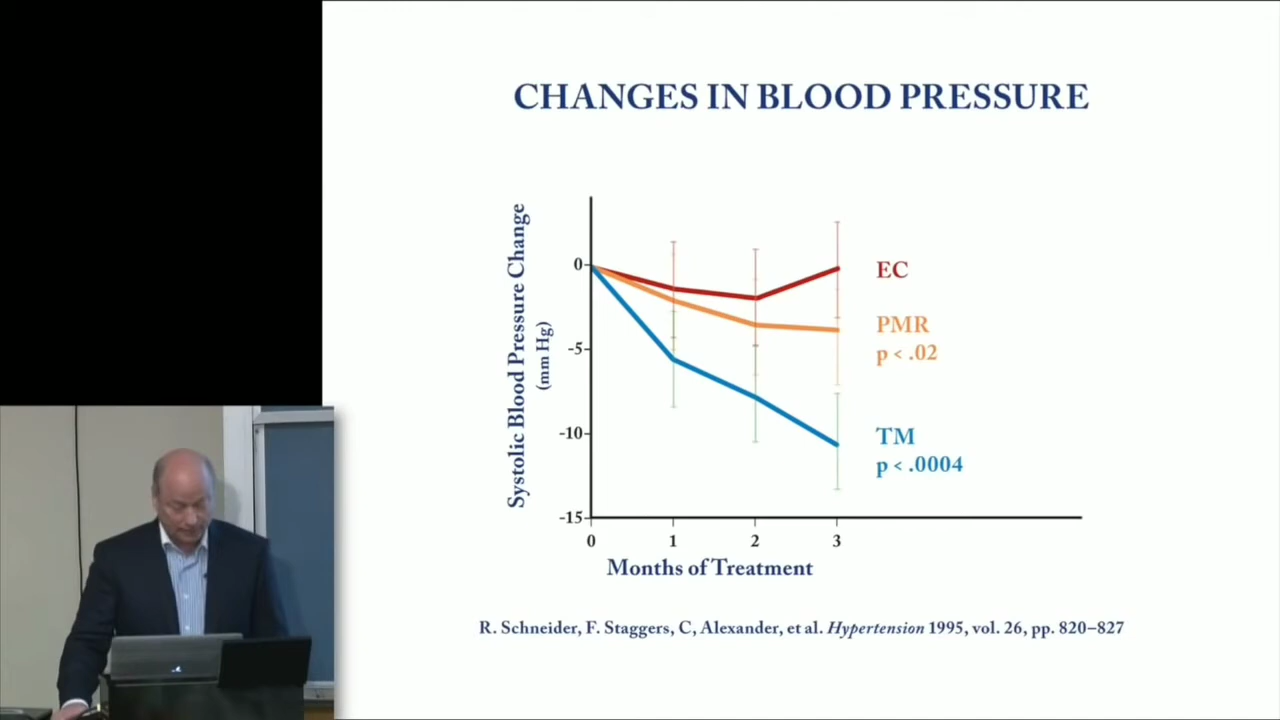 CHANGES IN BLOOD PRESSURE
Systolic Blood Pressure Change
(mm Hg)
0
-5
-10
-15
0 1 2 3
Months of Treatment
EC
PMR
p < .02
TM
p < .0004
R. Schneider, F. Staggers, C, Alexander, et al. Hypertension 1995, vol. 26, pp. 820–827